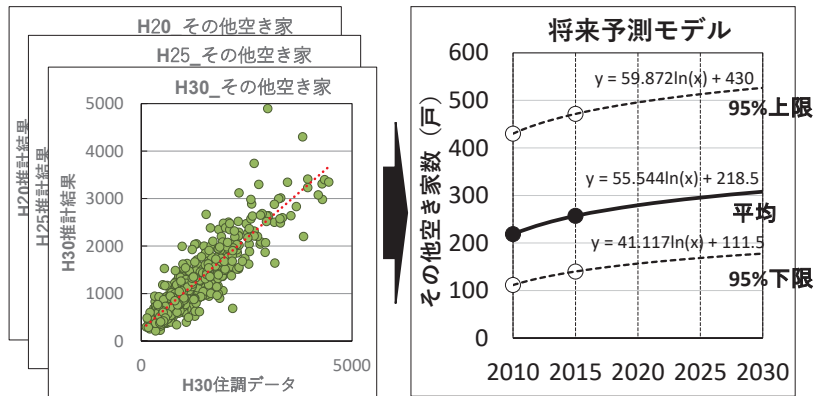 H20_その他空き家
H25_その他空き家
H30_その他空き家
H20推計結果
H25推計結果
H30推計結果
5000
4000
3000
2000
1000
0
0
5000
H30住調データ
将来予測モデル
その他空き家数（戸）
600
500
400
300
200
100
0
y = 59.872ln(x) + 430
95%上限
y = 55.544ln(x) + 218.5
平均
y = 41.117ln(x) + 111.5
95%下限
2010 2015 2020 2025 2030